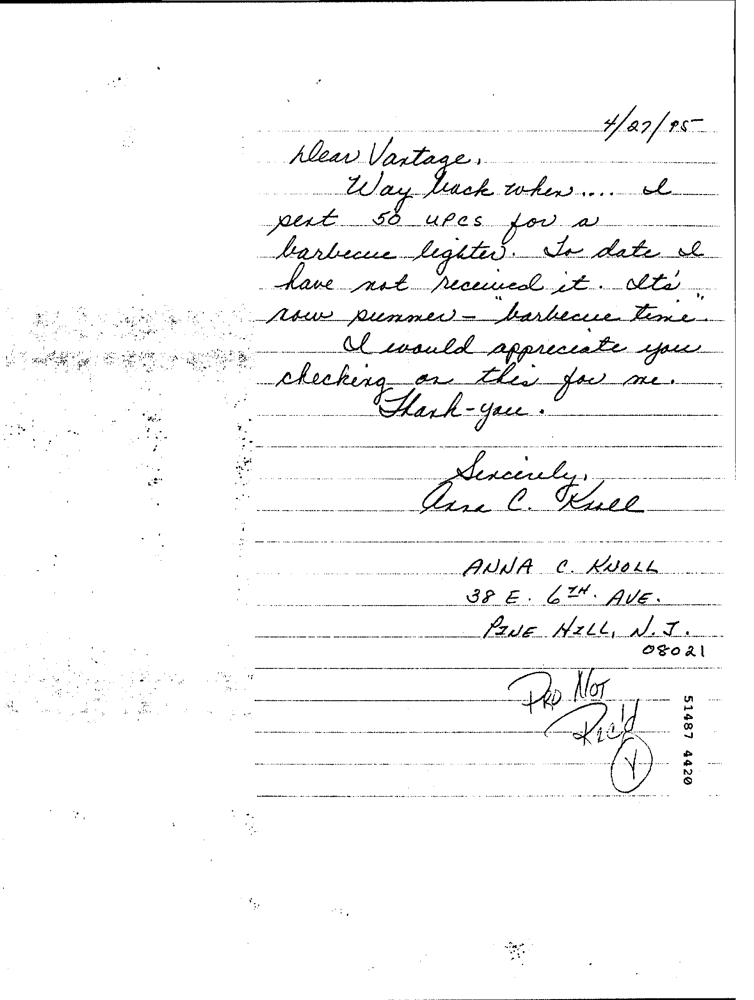 4/27/95
Dear Vantage,
Way back when.... I
sent 50 UPCs for a
barbecue lighter. To date I
have not received it. It's
now summer - "barbecue time".
I would appreciate you
checking on this for me.
Thank-you.
Sincerely,
Anna C. Knoll
ANNA C. KNOLL
38 E. 6TH. AVE.
PINE HILL, N.J.
08021
PRO NOT
Rec'd
Y
51487 4420